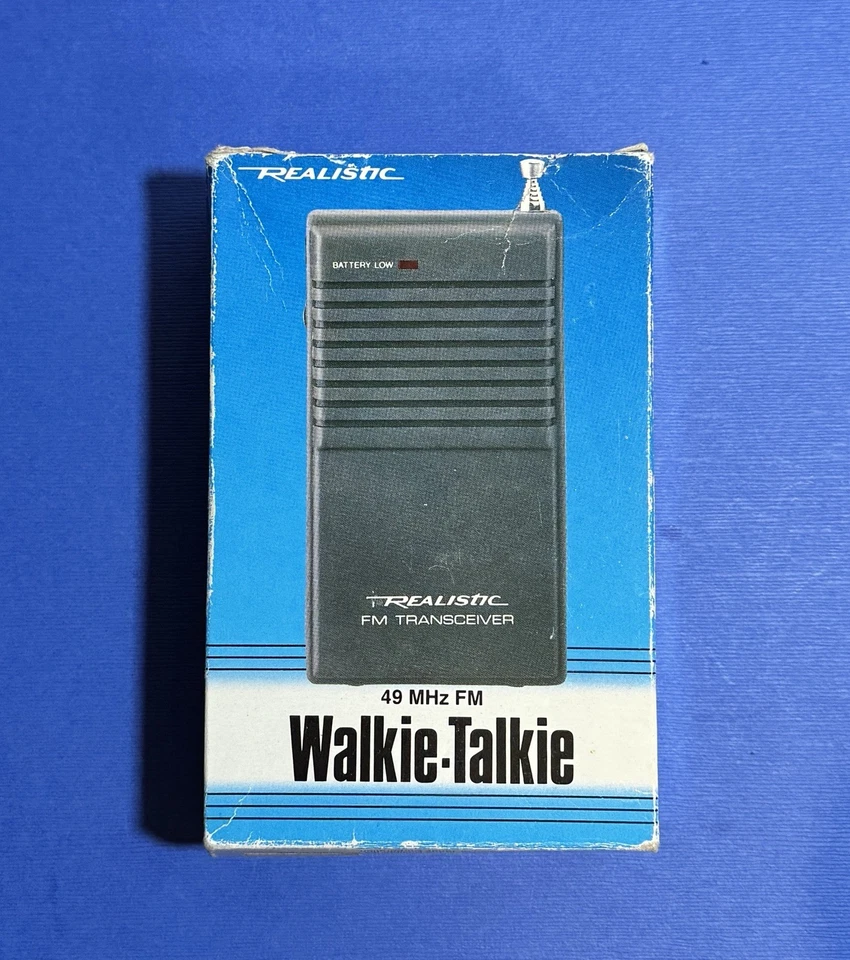 REALISTIC
BATTERY LOW
REALISTIC
FM TRANSCEIVER
49 MHz FM
Walkie-Talkie